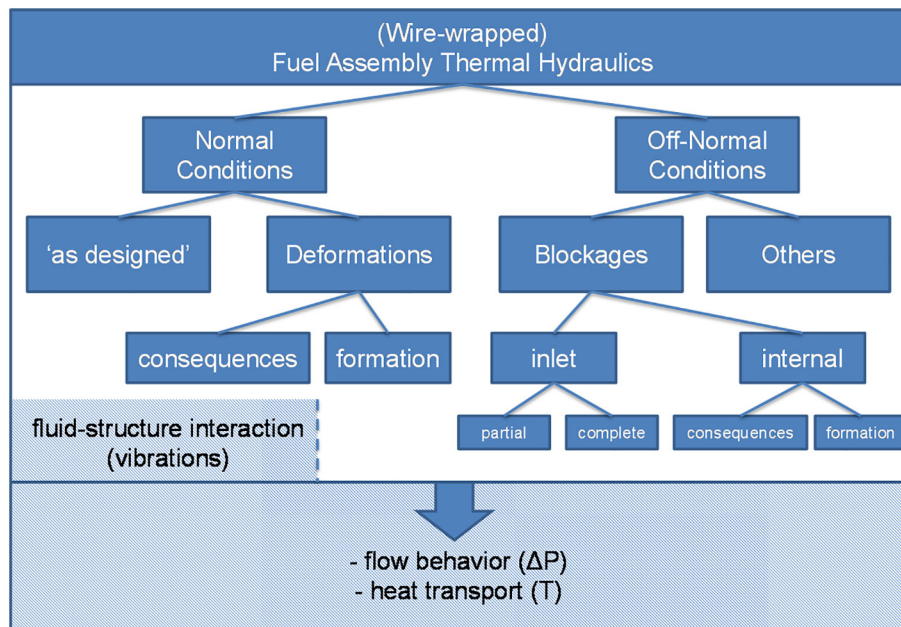 (Wire-wrapped)
Fuel Assembly Thermal Hydraulics
Normal
Conditions
Off-Normal
Conditions
‘as designed’
Deformations
Blockages
Others
consequences
formation
inlet
internal
partial
complete
consequences
formation
fluid-structure interaction
(vibrations)
- flow behavior (ΔP)
- heat transport (T)